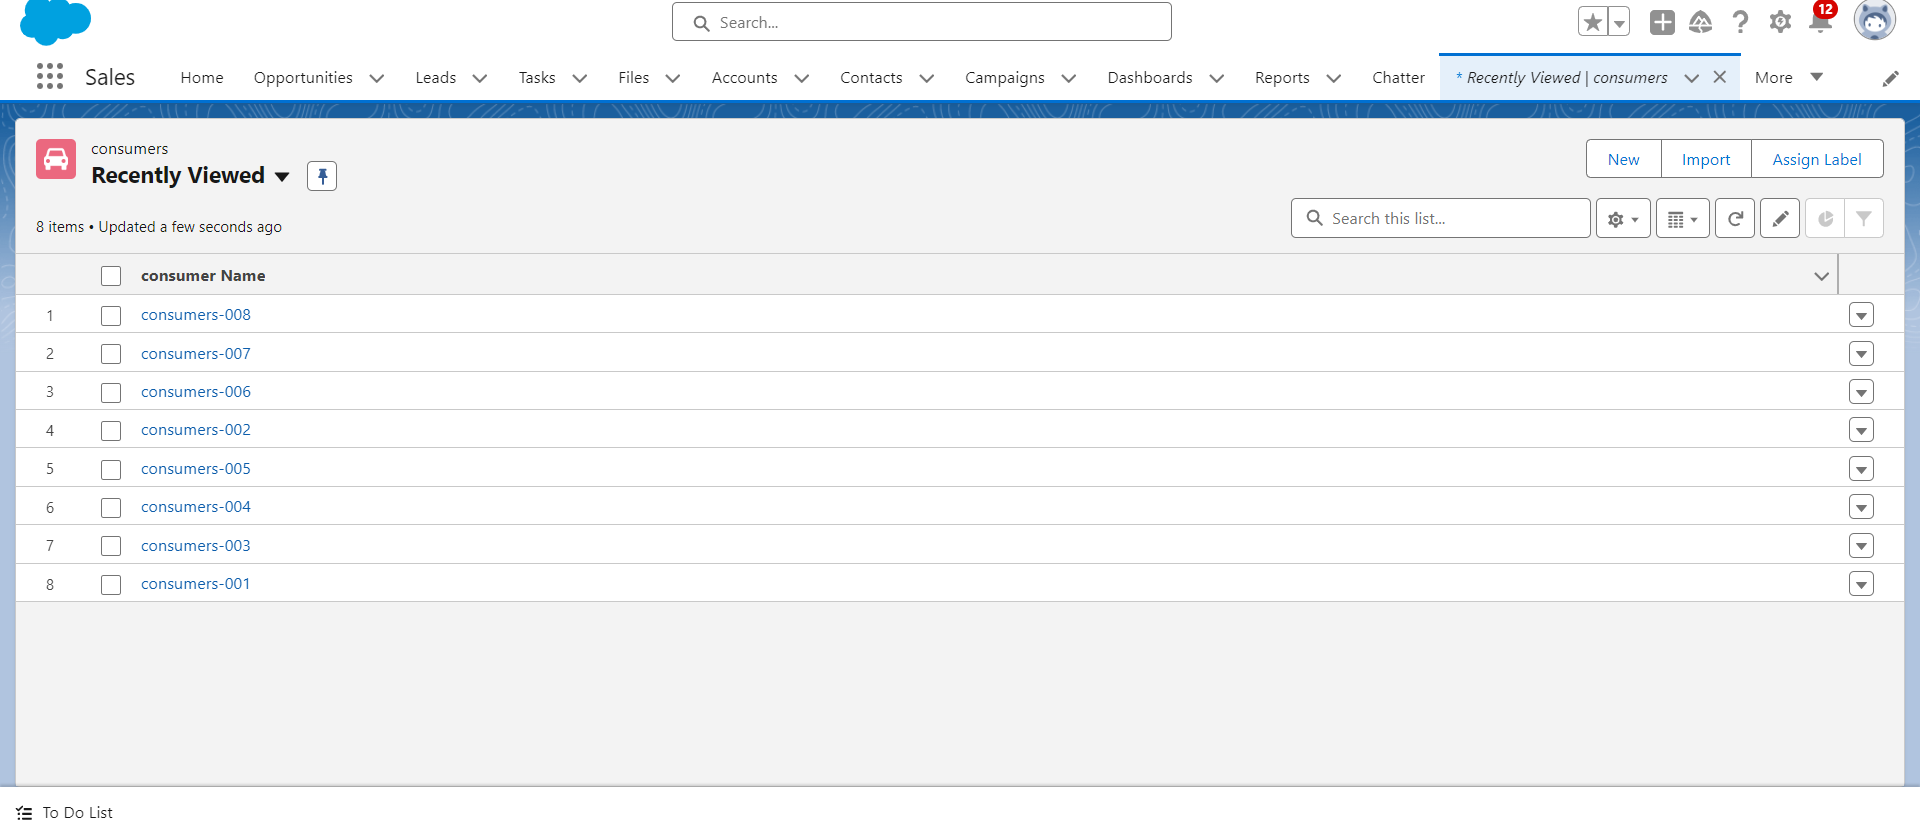 Search...
12
Sales
Home
Opportunities
Leads
Tasks
Files
Accounts
Contacts
Campaigns
Dashboards
Reports
Chatter
* Recently Viewed | consumers
More
consumers
Recently Viewed
New
Import
Assign Label
8 items • Updated a few seconds ago
Search this list...
consumer Name
1 consumers-008
2 consumers-007
3 consumers-006
4 consumers-002
5 consumers-005
6 consumers-004
7 consumers-003
8 consumers-001
To Do List